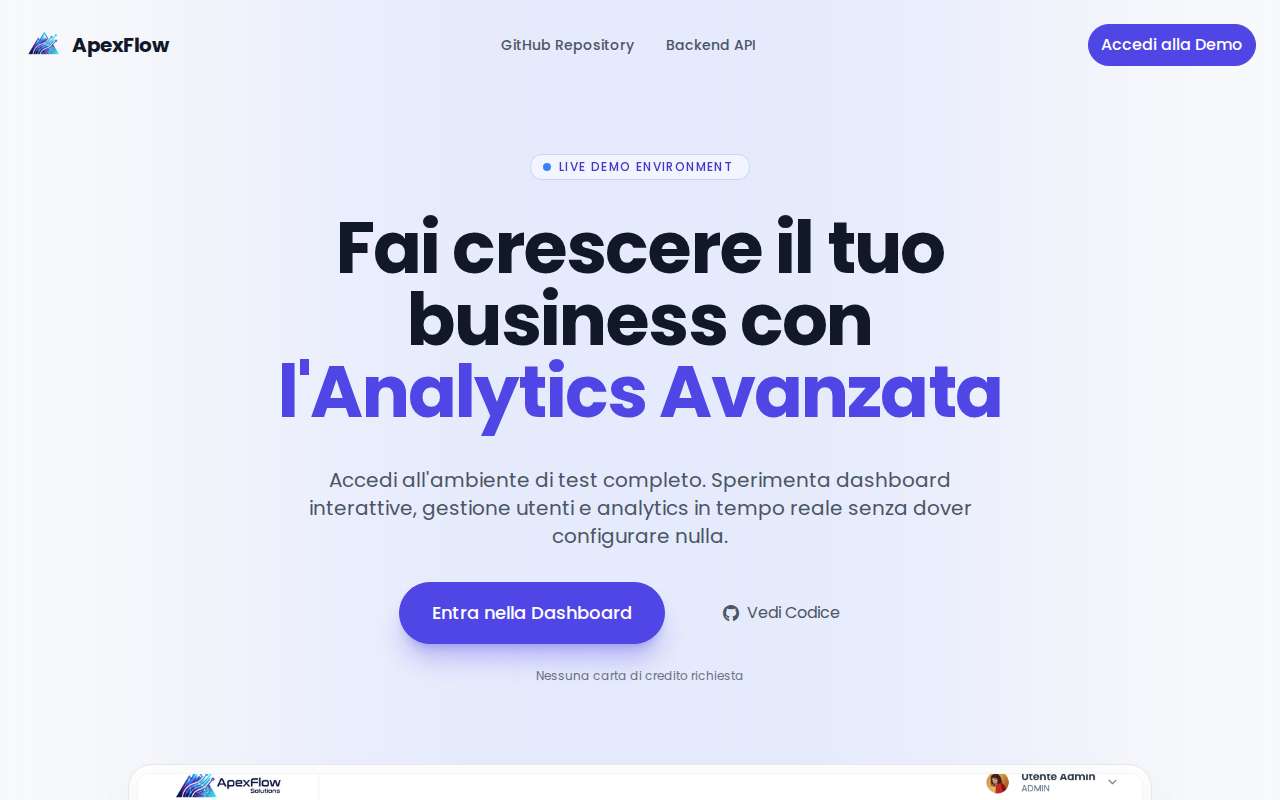 ApexFlow
GitHub Repository
Backend API
Accedi alla Demo
LIVE DEMO ENVIRONMENT
Fai crescere il tuo
business con
l'Analytics Avanzata
Accedi all'ambiente di test completo. Sperimenta dashboard
interattive, gestione utenti e analytics in tempo reale senza dover
configurare nulla.
Entra nella Dashboard
Vedi Codice
Nessuna carta di credito richiesta
ApexFlow
Solutions
Utente Admin
ADMIN